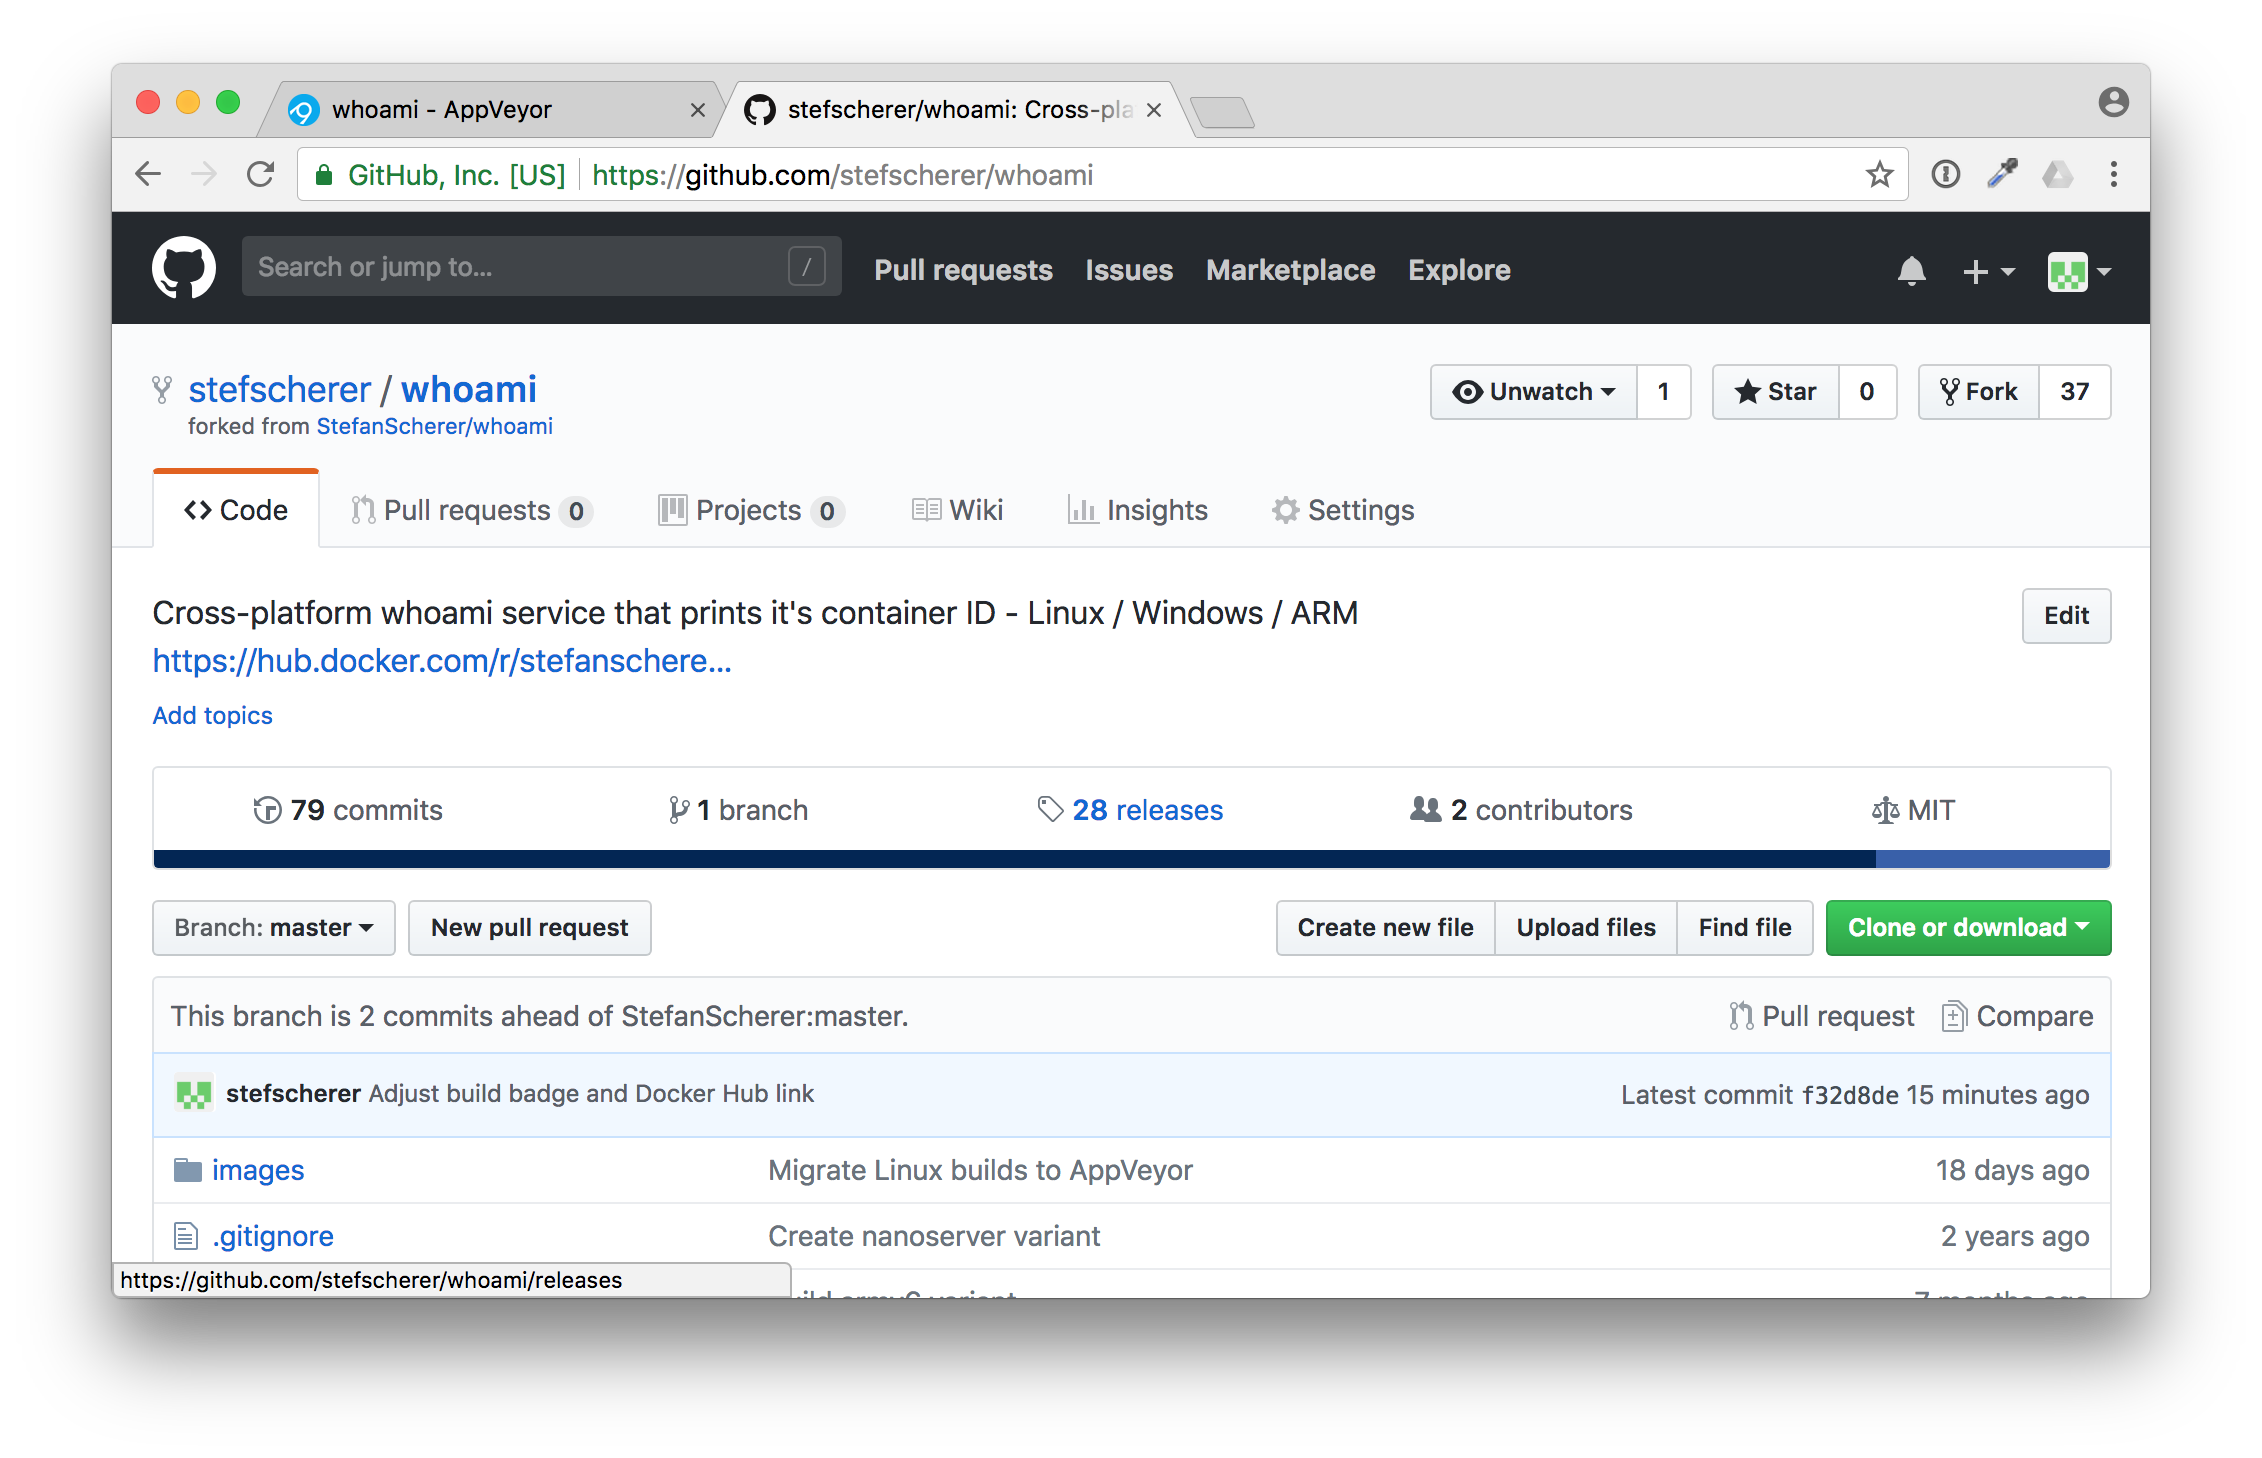 whoami - AppVeyor
stefscherer/whoami: Cross-pla
GitHub, Inc. [US] https://github.com/stefscherer/whoami
Search or jump to... /
Pull requests Issues Marketplace Explore
stefscherer / whoami
Unwatch 1 Star 0 Fork 37
forked from StefanScherer/whoami
Code Pull requests 0 Projects 0 Wiki Insights Settings
Cross-platform whoami service that prints it's container ID - Linux / Windows / ARM
Edit
https://hub.docker.com/r/stefanschere...
Add topics
79 commits 1 branch 28 releases 2 contributors MIT
Branch: master New pull request Create new file Upload files Find file Clone or download
This branch is 2 commits ahead of StefanScherer:master. Pull request Compare
stefscherer Adjust build badge and Docker Hub link Latest commit f32d8de 15 minutes ago
images Migrate Linux builds to AppVeyor 18 days ago
.gitignore Create nanoserver variant 2 years ago
https://github.com/stefscherer/whoami/releases